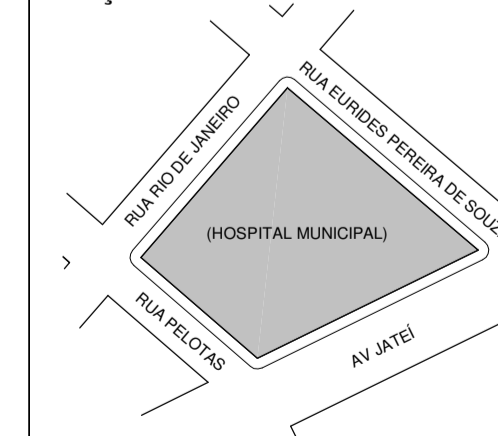 RUA EURIDES PEREIRA DE SOUZ
RUA RIO DE JANEIRO
(HOSPITAL MUNICIPAL)
RUA PELOTAS
AV JATEÍ